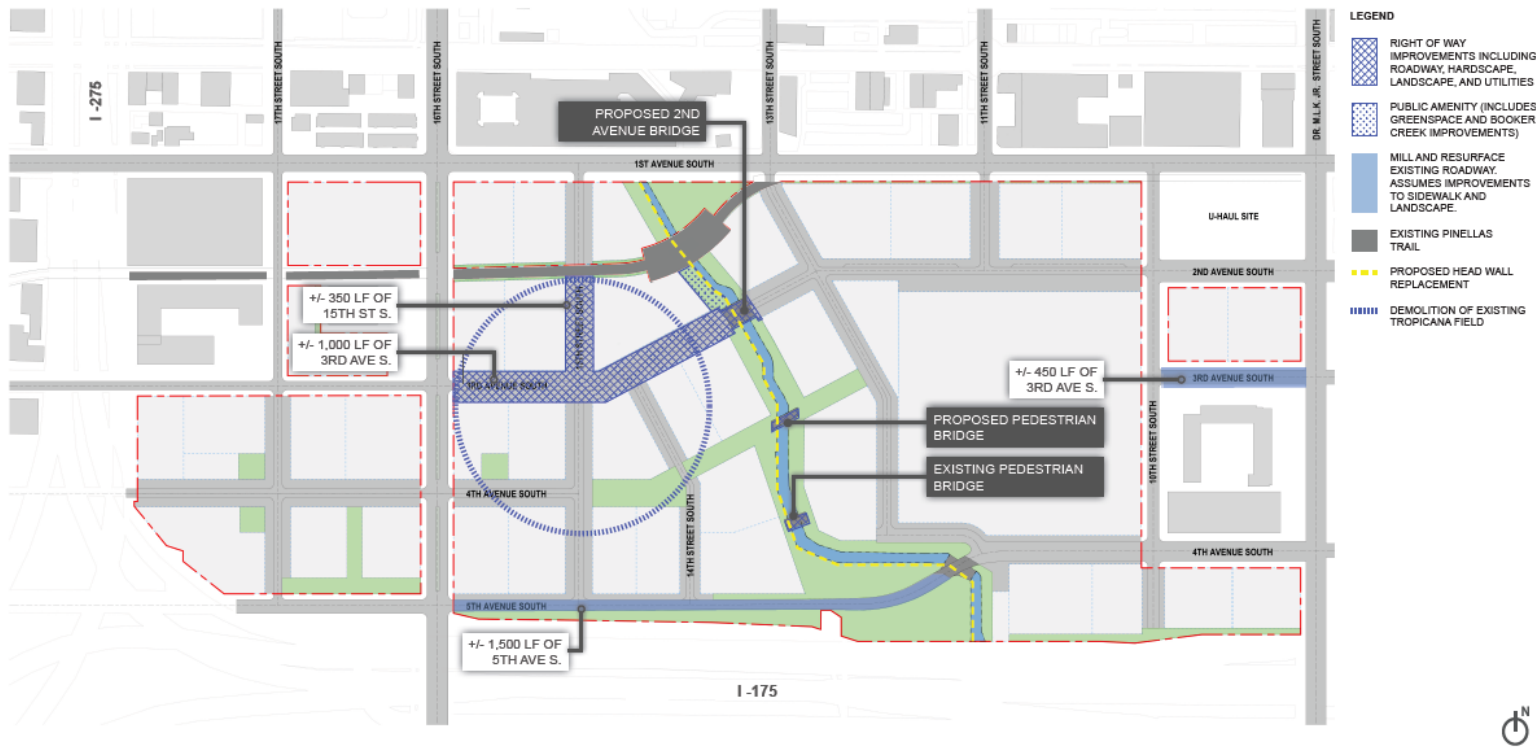 I -275
17TH STREET SOUTH
16TH STREET SOUTH
13TH STREET SOUTH
11TH STREET SOUTH
DR. M.L.K. JR. STREET SOUTH
PROPOSED 2ND
AVENUE BRIDGE
1ST AVENUE SOUTH
U-HAUL SITE
2ND AVENUE SOUTH
+/- 350 LF OF
15TH ST S.
15TH STREET SOUTH
+/- 1,000 LF OF
3RD AVE S.
3RD AVENUE SOUTH
+/- 450 LF OF
3RD AVE S.
3RD AVENUE SOUTH
PROPOSED PEDESTRIAN
BRIDGE
EXISTING PEDESTRIAN
BRIDGE
10TH STREET SOUTH
4TH AVENUE SOUTH
14TH STREET SOUTH
4TH AVENUE SOUTH
5TH AVENUE SOUTH
+/- 1,500 LF OF
5TH AVE S.
I -175
LEGEND
RIGHT OF WAY
IMPROVEMENTS INCLUDING
ROADWAY, HARDSCAPE,
LANDSCAPE, AND UTILITIES
PUBLIC AMENITY (INCLUDES
GREENSPACE AND BOOKER
CREEK IMPROVEMENTS)
MILL AND RESURFACE
EXISTING ROADWAY.
ASSUMES IMPROVEMENTS
TO SIDEWALK AND
LANDSCAPE.
EXISTING PINELLAS
TRAIL
PROPOSED HEAD WALL
REPLACEMENT
DEMOLITION OF EXISTING
TROPICANA FIELD
N